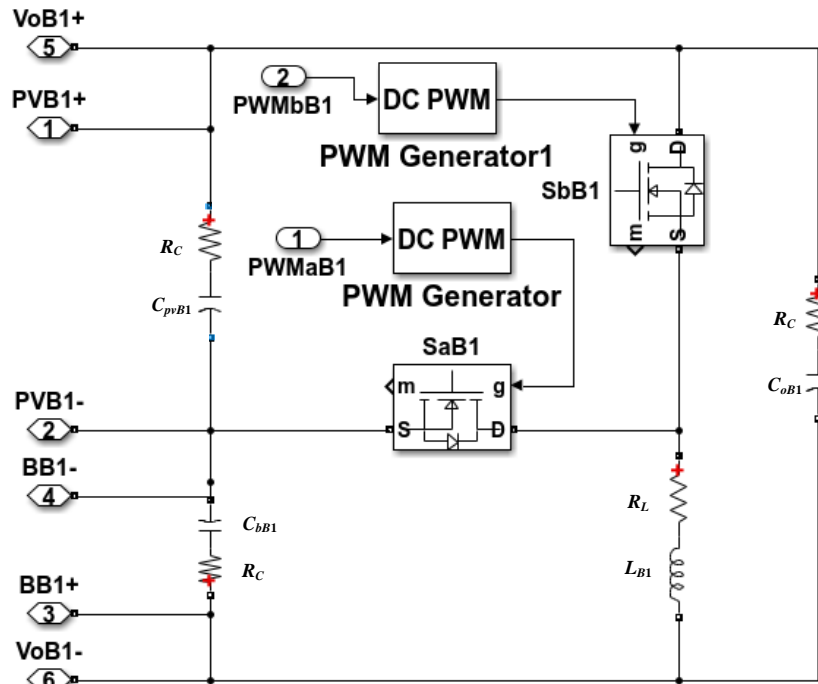 VoB1+
5
PVB1+
1
2
PWMbB1
DC PWM
PWM Generator1
g D
SbB1
m S
1
PWMaB1
DC PWM
PWM Generator
RC
CpvB1
RC
CoB1
SaB1
m g
S D
PVB1-
2
BB1-
4
CbB1
RC
RL
LB1
BB1+
3
VoB1-
6